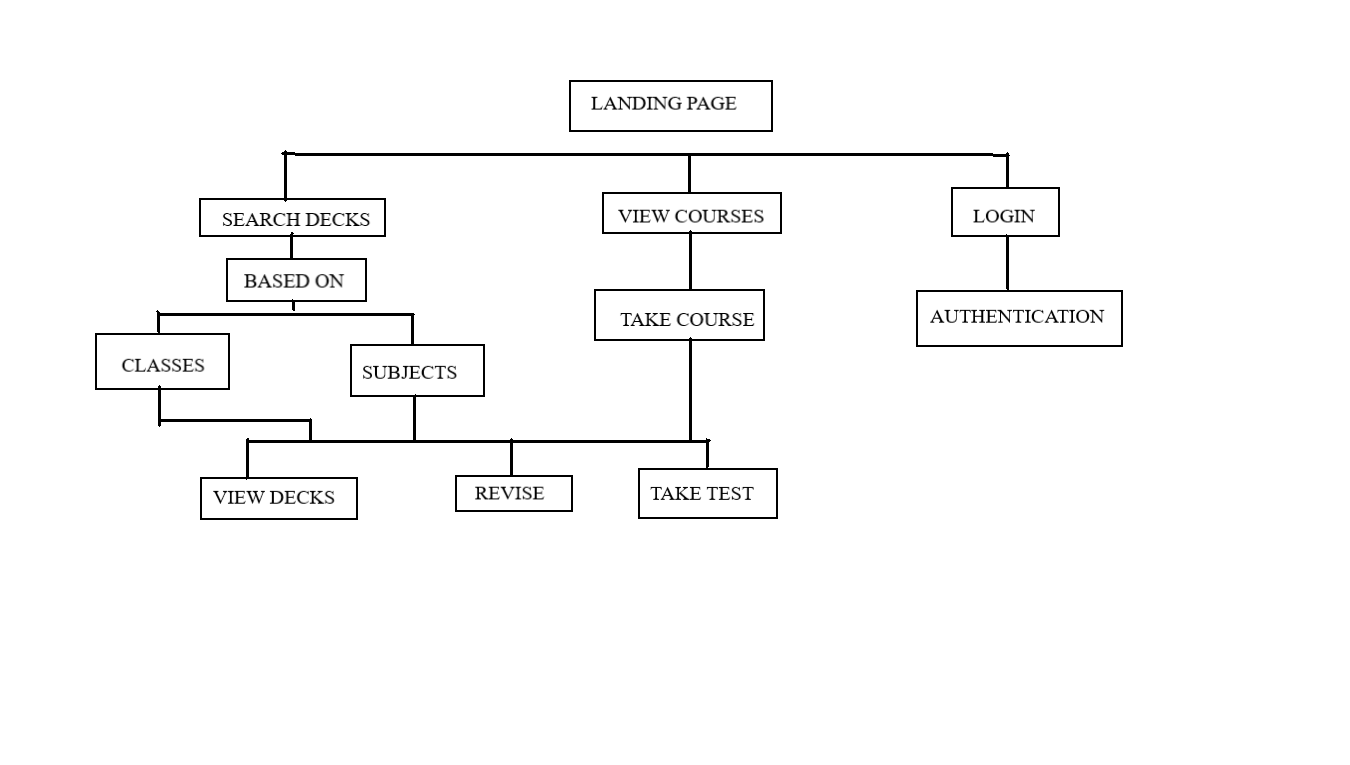 LANDING PAGE
SEARCH DECKS
VIEW COURSES
LOGIN
BASED ON
TAKE COURSE
AUTHENTICATION
CLASSES
SUBJECTS
VIEW DECKS
REVISE
TAKE TEST